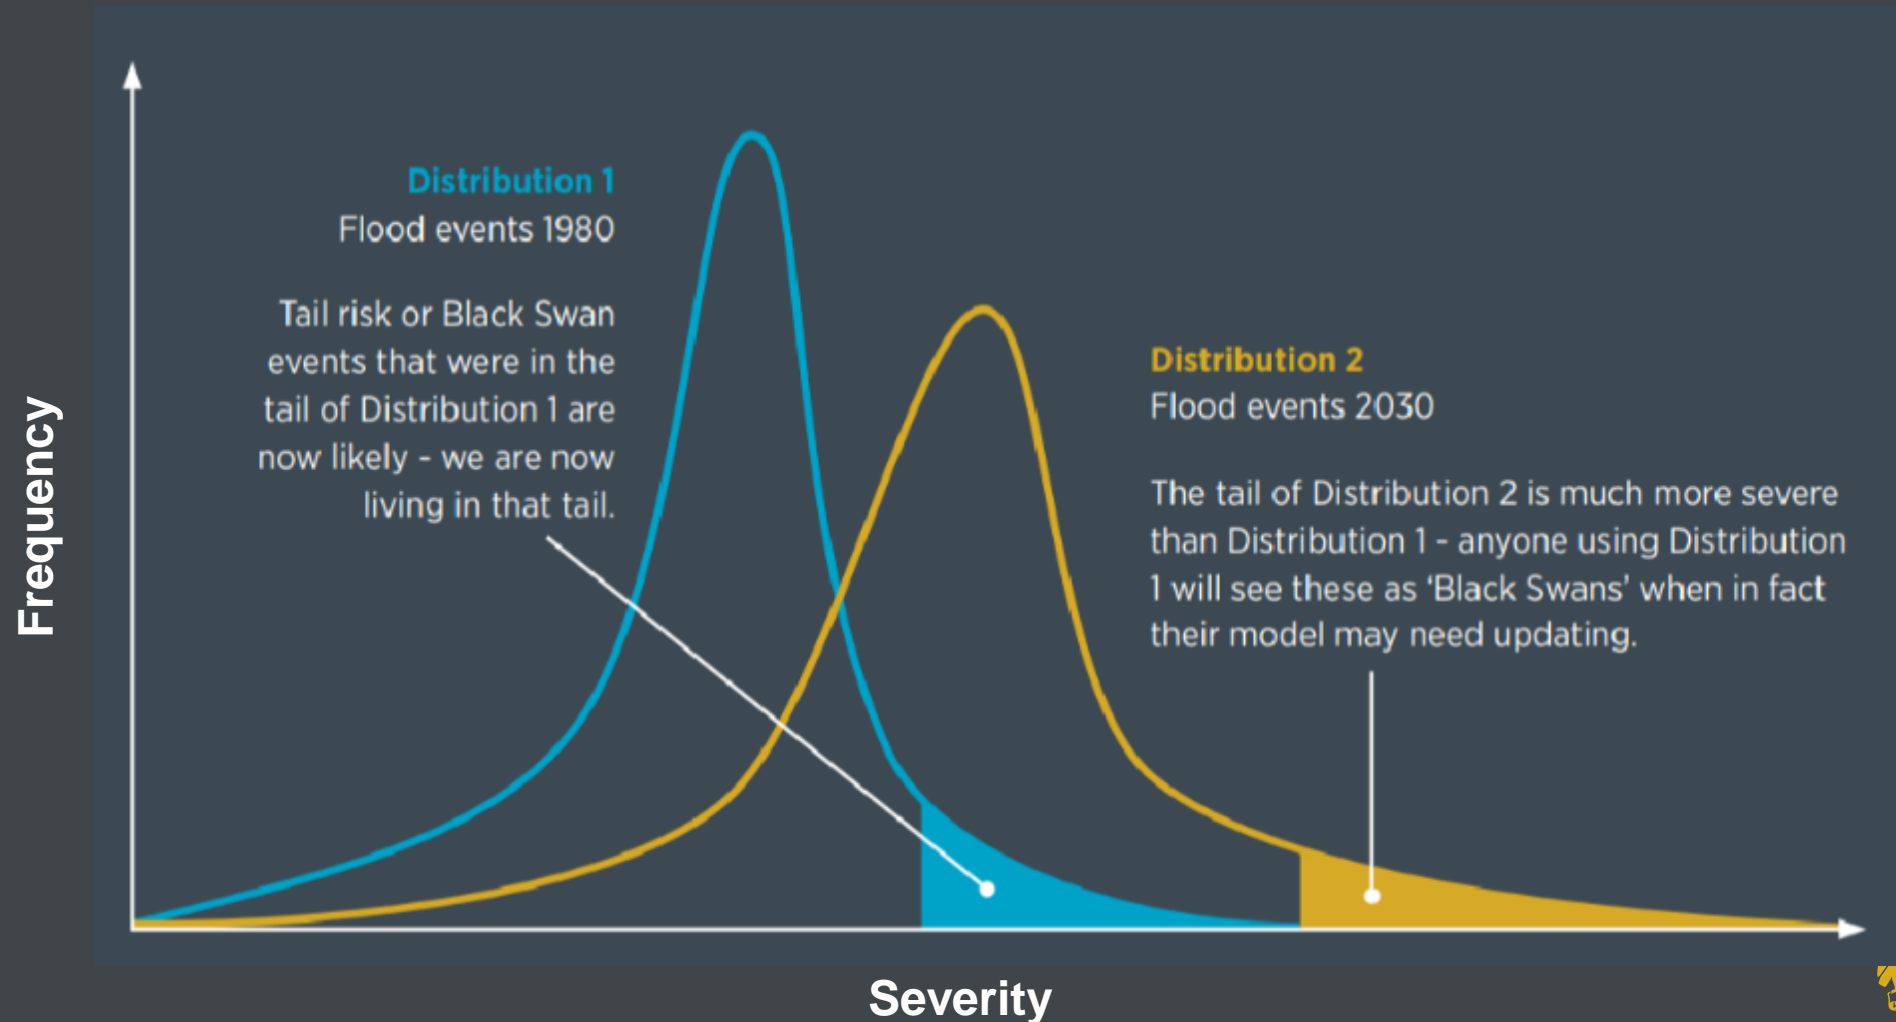 Frequency
Distribution 1
Flood events 1980
Tail risk or Black Swan
events that were in the
tail of Distribution 1 are
now likely - we are now
living in that tail.
Distribution 2
Flood events 2030
The tail of Distribution 2 is much more severe
than Distribution 1 - anyone using Distribution
1 will see these as ‘Black Swans’ when in fact
their model may need updating.
Severity